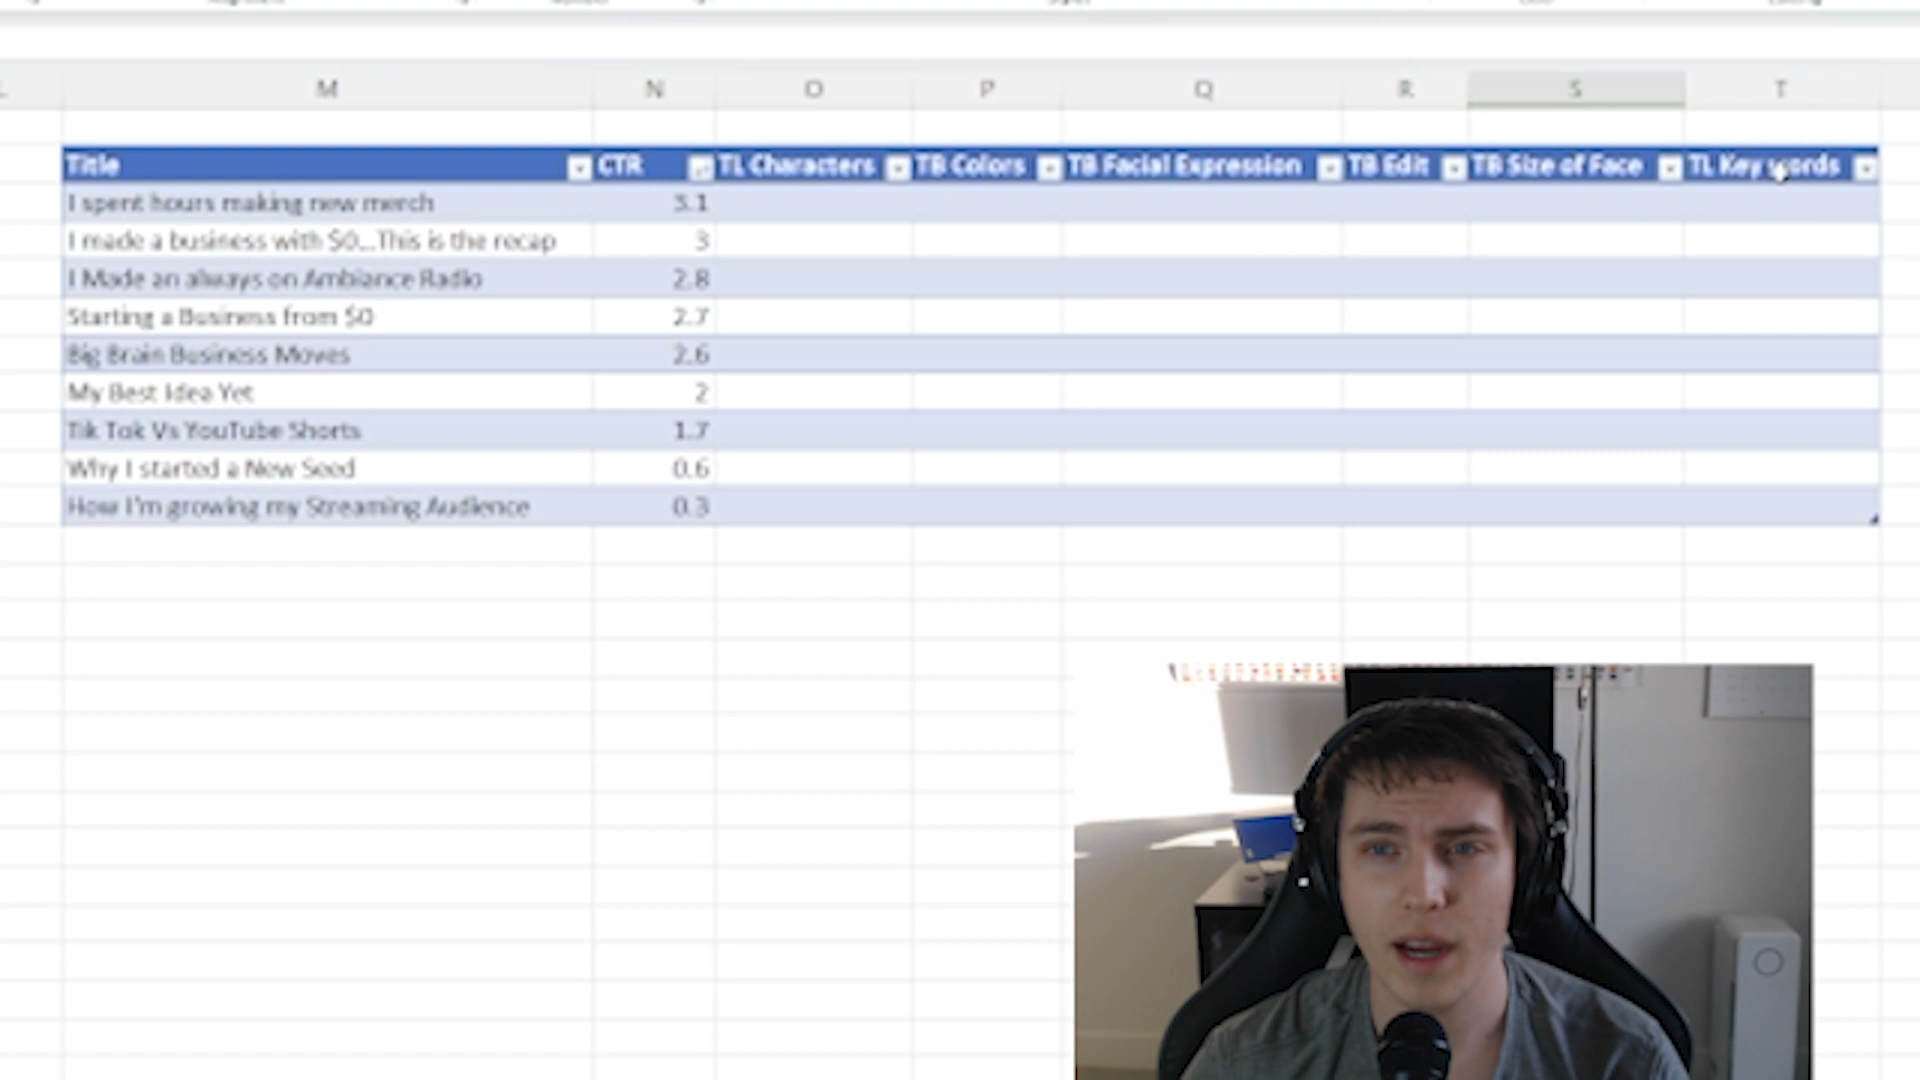 M N O P Q R S T
Title CTR TL Characters TB Colors TB Facial Expression TB Edit TB Size of Face TL Key words
I spent hours making new merch 3.1
I made a business with $0...This is the recap 3
I Made an always on Ambiance Radio 2.8
Starting a Business from $0 2.7
Big Brain Business Moves 2.6
My Best Idea Yet 2
Tik Tok Vs YouTube Shorts 1.7
Why I started a New Seed 0.6
How I'm growing my Streaming Audience 0.3